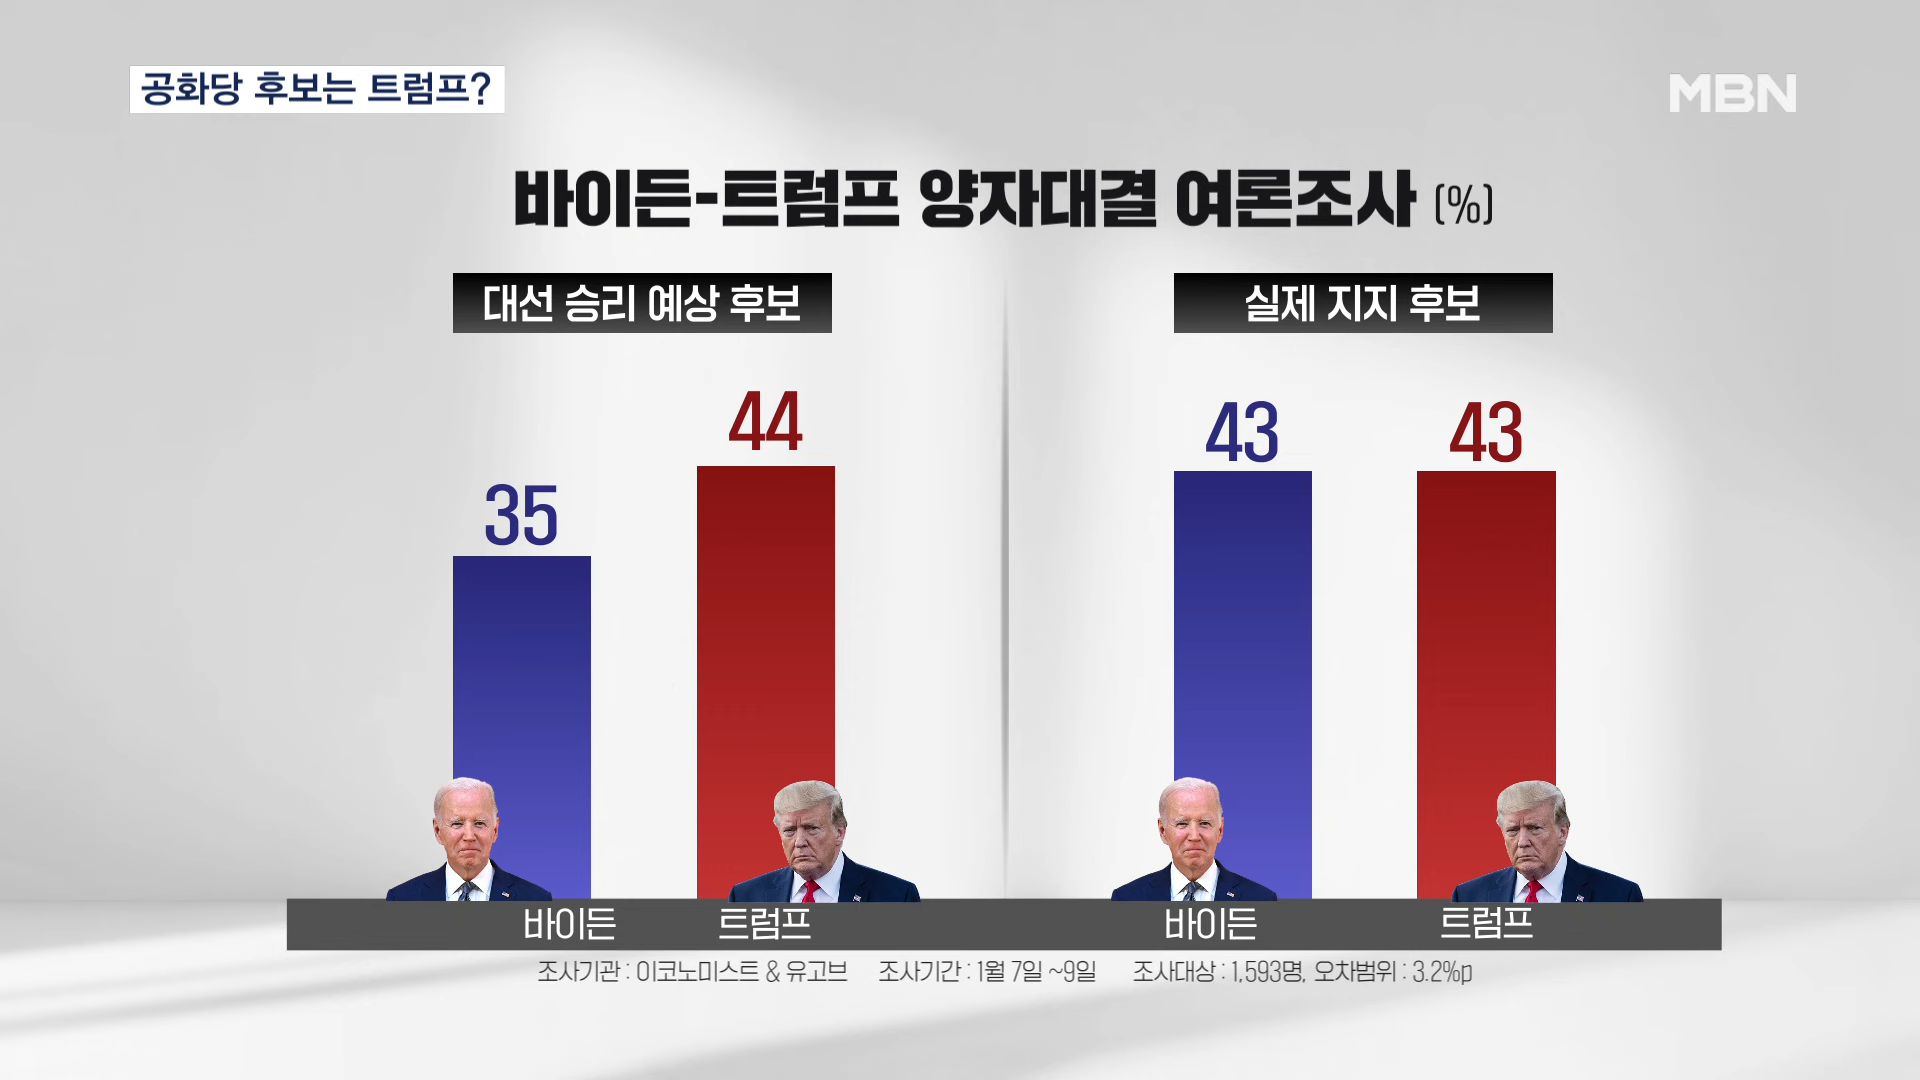 공화당 후보는 트럼프?
MBN
바이든-트럼프 양자대결 여론조사 (%)
대선 승리 예상 후보
실제 지지 후보
35
44
43
43
바이든
트럼프
바이든
트럼프
조사기관 : 이코노미스트 & 유고브 조사기간 : 1월 7일 ~9일 조사대상 : 1,593명, 오차범위 : 3.2%p